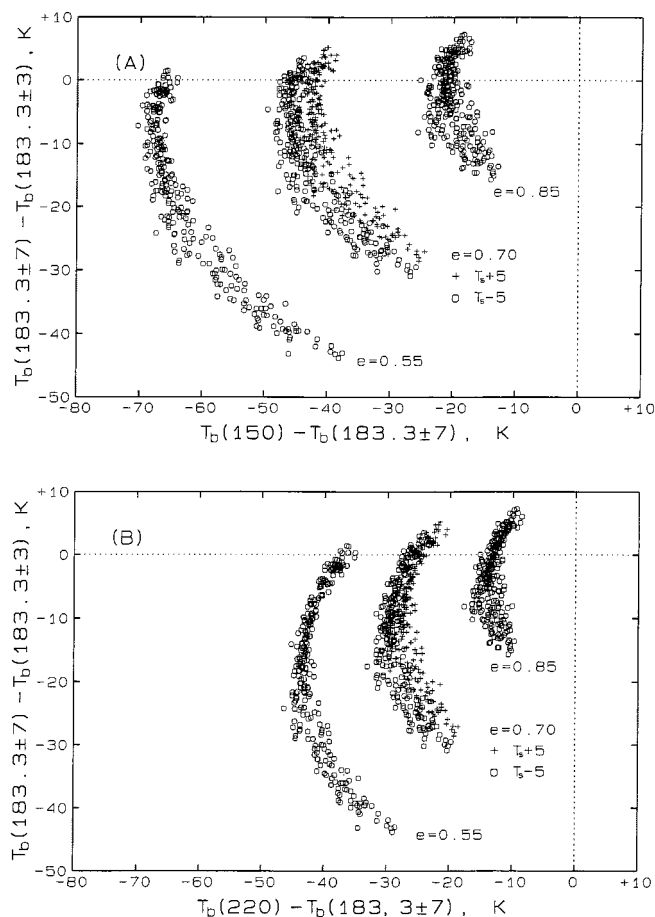 +10
0
-10
-20
-30
-40
-50
T_b(183.3±7)-T_b(183.3±3), K
(A)
e=0.85
e=0.70
+ T_s+5
o T_s-5
e=0.55
-80 -70 -60 -50 -40 -30 -20 -10 0 +10
T_b(150)-T_b(183.3±7), K
+10
0
-10
-20
-30
-40
-50
T_b(183.3±7)-T_b(183.3±3), K
(B)
e=0.85
e=0.70
+ T_s+5
o T_s-5
e=0.55
-80 -70 -60 -50 -40 -30 -20 -10 0 +10
T_b(220)-T_b(183,3±7), K